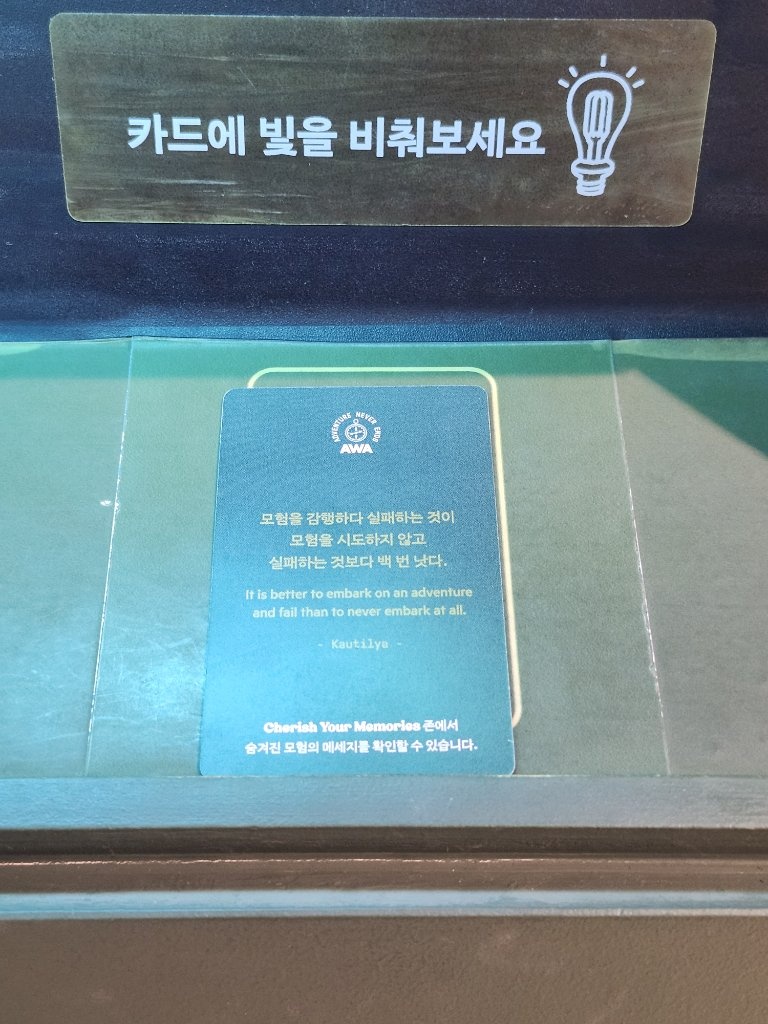 카드에 빛을 비춰보세요
ADVENTURE NEVER END
AWA
모험을 감행하다 실패하는 것이
모험을 시도하지 않고
실패하는 것보다 백 번 낫다.
It is better to embark on an adventure
and fail than to never embark at all.
- Kautilya -
Cherish Your Memories 존에서
숨겨진 모험의 메세지를 확인할 수 있습니다.